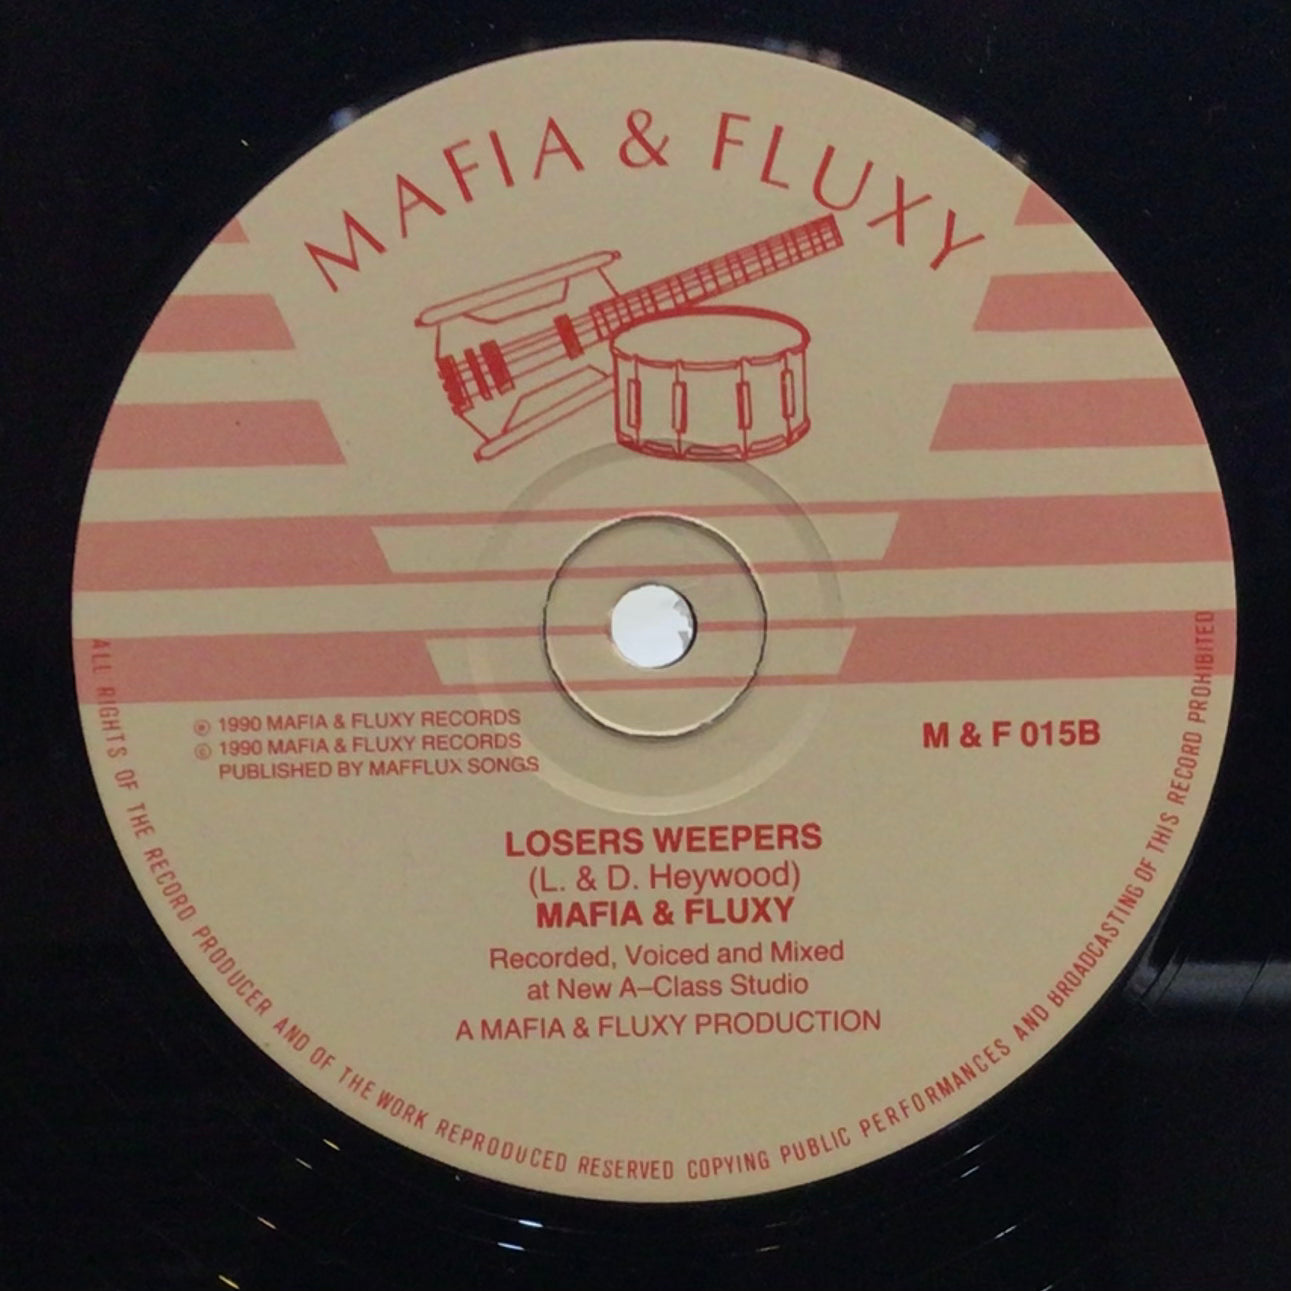 MAFIA & FLUXY
℗ 1990 MAFIA & FLUXY RECORDS
© 1990 MAFIA & FLUXY RECORDS
PUBLISHED BY MAFFLUX SONGS
M & F 015B
LOSERS WEEPERS
(L. & D. Heywood)
MAFIA & FLUXY
Recorded, Voiced and Mixed
at New A–Class Studio
A MAFIA & FLUXY PRODUCTION
ALL RIGHTS OF THE RECORD PRODUCER AND OF THE WORK REPRODUCED RESERVED COPYING PUBLIC PERFORMANCES AND BROADCASTING OF THIS RECORD PROHIBITED